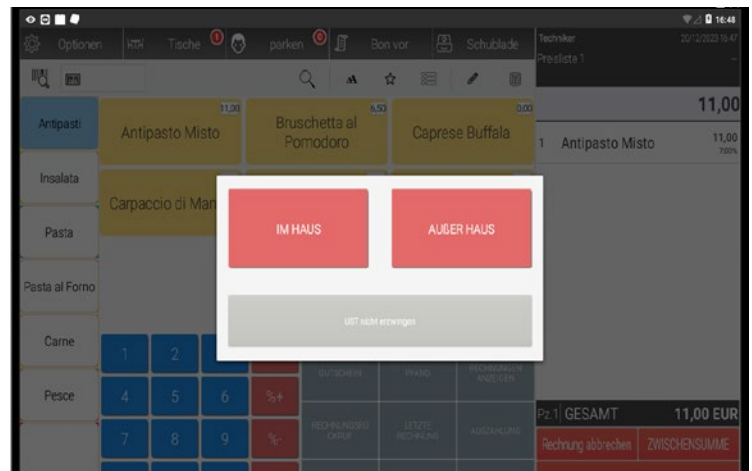 16:48
Optionen
Tische
1
parken
0
Bon vor
Schublade
Techniker
20/12/2023 16:47
Preisliste 1
11,00
Antipasti
Insalata
Pasta
Pasta al Forno
Carne
Pesce
Antipasto Misto
11,00
Bruschetta al
Pomodoro
6,50
Caprese Buffala
0,00
Carpaccio di Man
1 Antipasto Misto 11,00
7,00%
IM HAUS
AUßER HAUS
UST nicht erzwingen
1
2
4
5
6
%+
7
8
9
%-
GUTSCHEIN
PFAND
RECHNUNGEN
ANZEIGEN
LETZTE
RECHNUNG
AUSZAHLUNG
Pz.1 GESAMT 11,00 EUR
Rechnung abbrechen
ZWISCHENSUMME